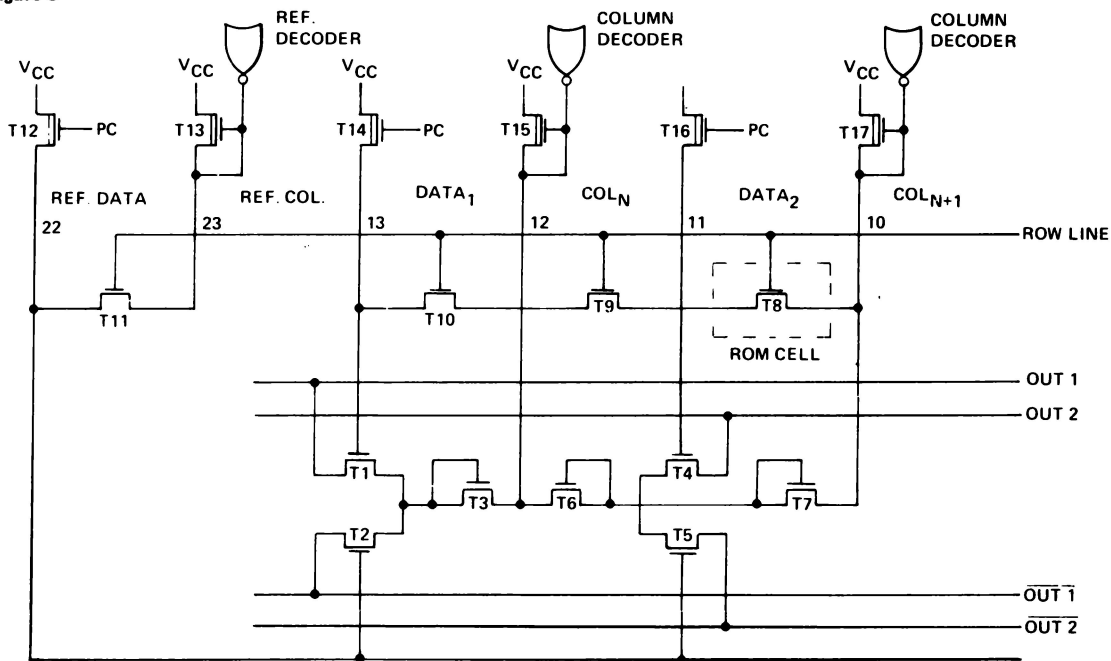 REF.
DECODER
COLUMN
DECODER
COLUMN
DECODER
VCC
VCC
VCC
VCC
T12
PC
T13
T14
PC
T15
T16
PC
T17
REF. DATA
REF. COL.
DATA1
COLN
DATA2
COLN+1
22
23
13
12
11
10
ROW LINE
T11
T10
T9
T8
ROM CELL
OUT 1
OUT 2
T1
T3
T6
T4
T7
T2
T5
OUT 1
OUT 2